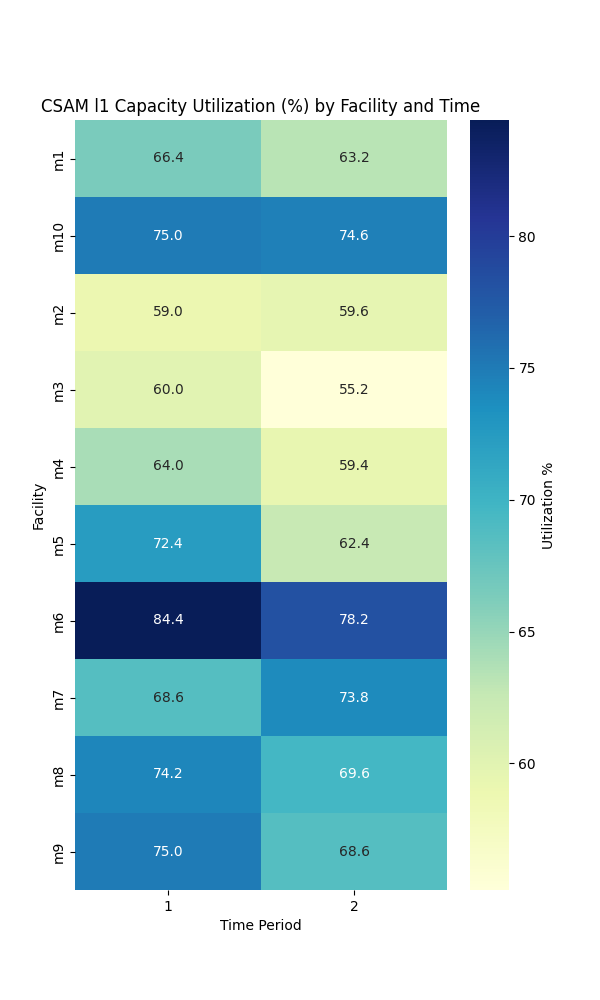 CSAM l1 Capacity Utilization (%) by Facility and Time
m1 66.4 63.2
m10 75.0 74.6
m2 59.0 59.6
m3 60.0 55.2
m4 64.0 59.4
m5 72.4 62.4
m6 84.4 78.2
m7 68.6 73.8
m8 74.2 69.6
m9 75.0 68.6
Facility
1 2
Time Period
80
75
70
65
60
Utilization %